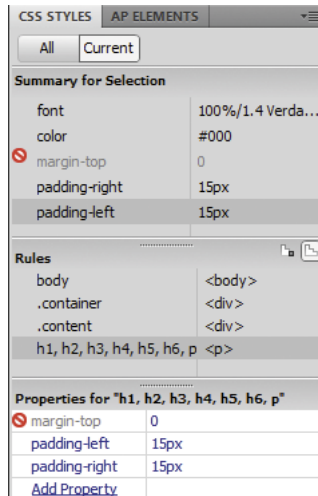 CSS STYLES AP ELEMENTS
All Current
Summary for Selection
font 100%/1.4 Verda...
color #000
margin-top 0
padding-right 15px
padding-left 15px
Rules
body <body>
.container <div>
.content <div>
h1, h2, h3, h4, h5, h6, p <p>
Properties for "h1, h2, h3, h4, h5, h6, p"
margin-top 0
padding-left 15px
padding-right 15px
Add Property